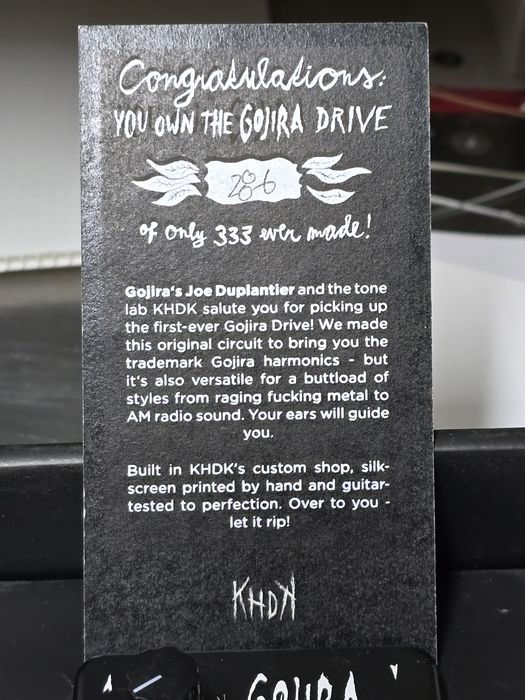 Congratulations:
YOU OWN THE GOJIRA DRIVE
286
of only 333 ever made!
Gojira's Joe Duplantier and the tone
lab KHDK salute you for picking up
the first-ever Gojira Drive! We made
this original circuit to bring you the
trademark Gojira harmonics - but
it's also versatile for a buttload of
styles from raging fucking metal to
AM radio sound. Your ears will guide
you.
Built in KHDK's custom shop, silk-
screen printed by hand and guitar-
tested to perfection. Over to you -
let it rip!
KHDK
GOJIRA